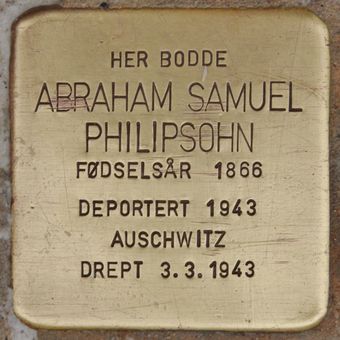 HER BODDE
ABRAHAM SAMUEL
PHILIPSOHN
FØDSELSÅR 1866
DEPORTERT 1943
AUSCHWITZ
DREPT 3.3.1943